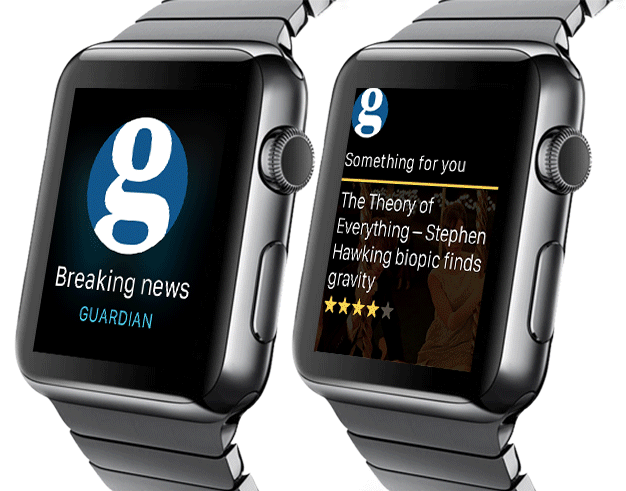 g
Breaking news
GUARDIAN
g
Something for you
The Theory of
Everything – Stephen
Hawking biopic finds
gravity